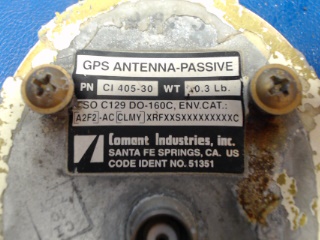 GPS ANTENNA-PASSIVE
PN CI 405-30 WT 0.3 Lb.
TSO C129 DO-160C, ENV.CAT.:
A2F2 -AC CLMY XRFXXSXXXXXXXXXC
Comant Industries, inc.
SANTA FE SPRINGS, CA. US
CODE IDENT NO. 51351